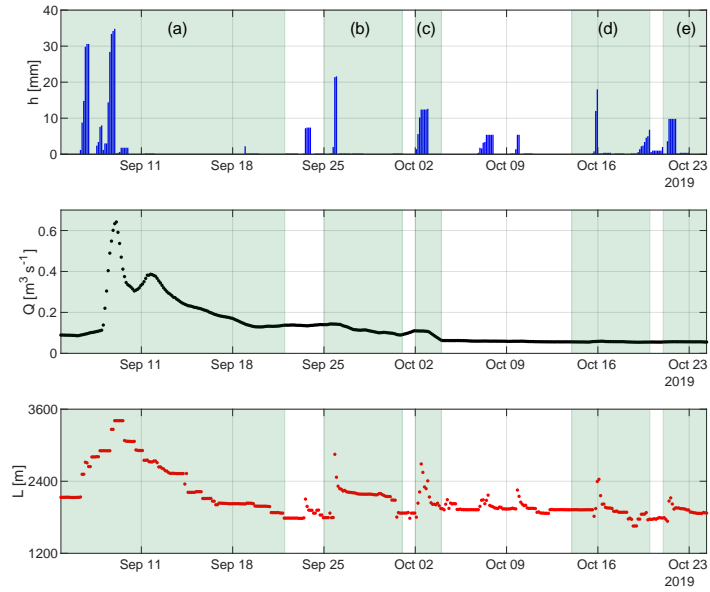 (a) (b) (c) (d) (e)
40
30
20
10
0
h [mm]
Sep 11 Sep 18 Sep 25 Oct 02 Oct 09 Oct 16 Oct 23
2019
0.6
0.4
0.2
0
Q [m³ s⁻¹]
Sep 11 Sep 18 Sep 25 Oct 02 Oct 09 Oct 16 Oct 23
2019
3600
2400
1200
L [m]
Sep 11 Sep 18 Sep 25 Oct 02 Oct 09 Oct 16 Oct 23
2019